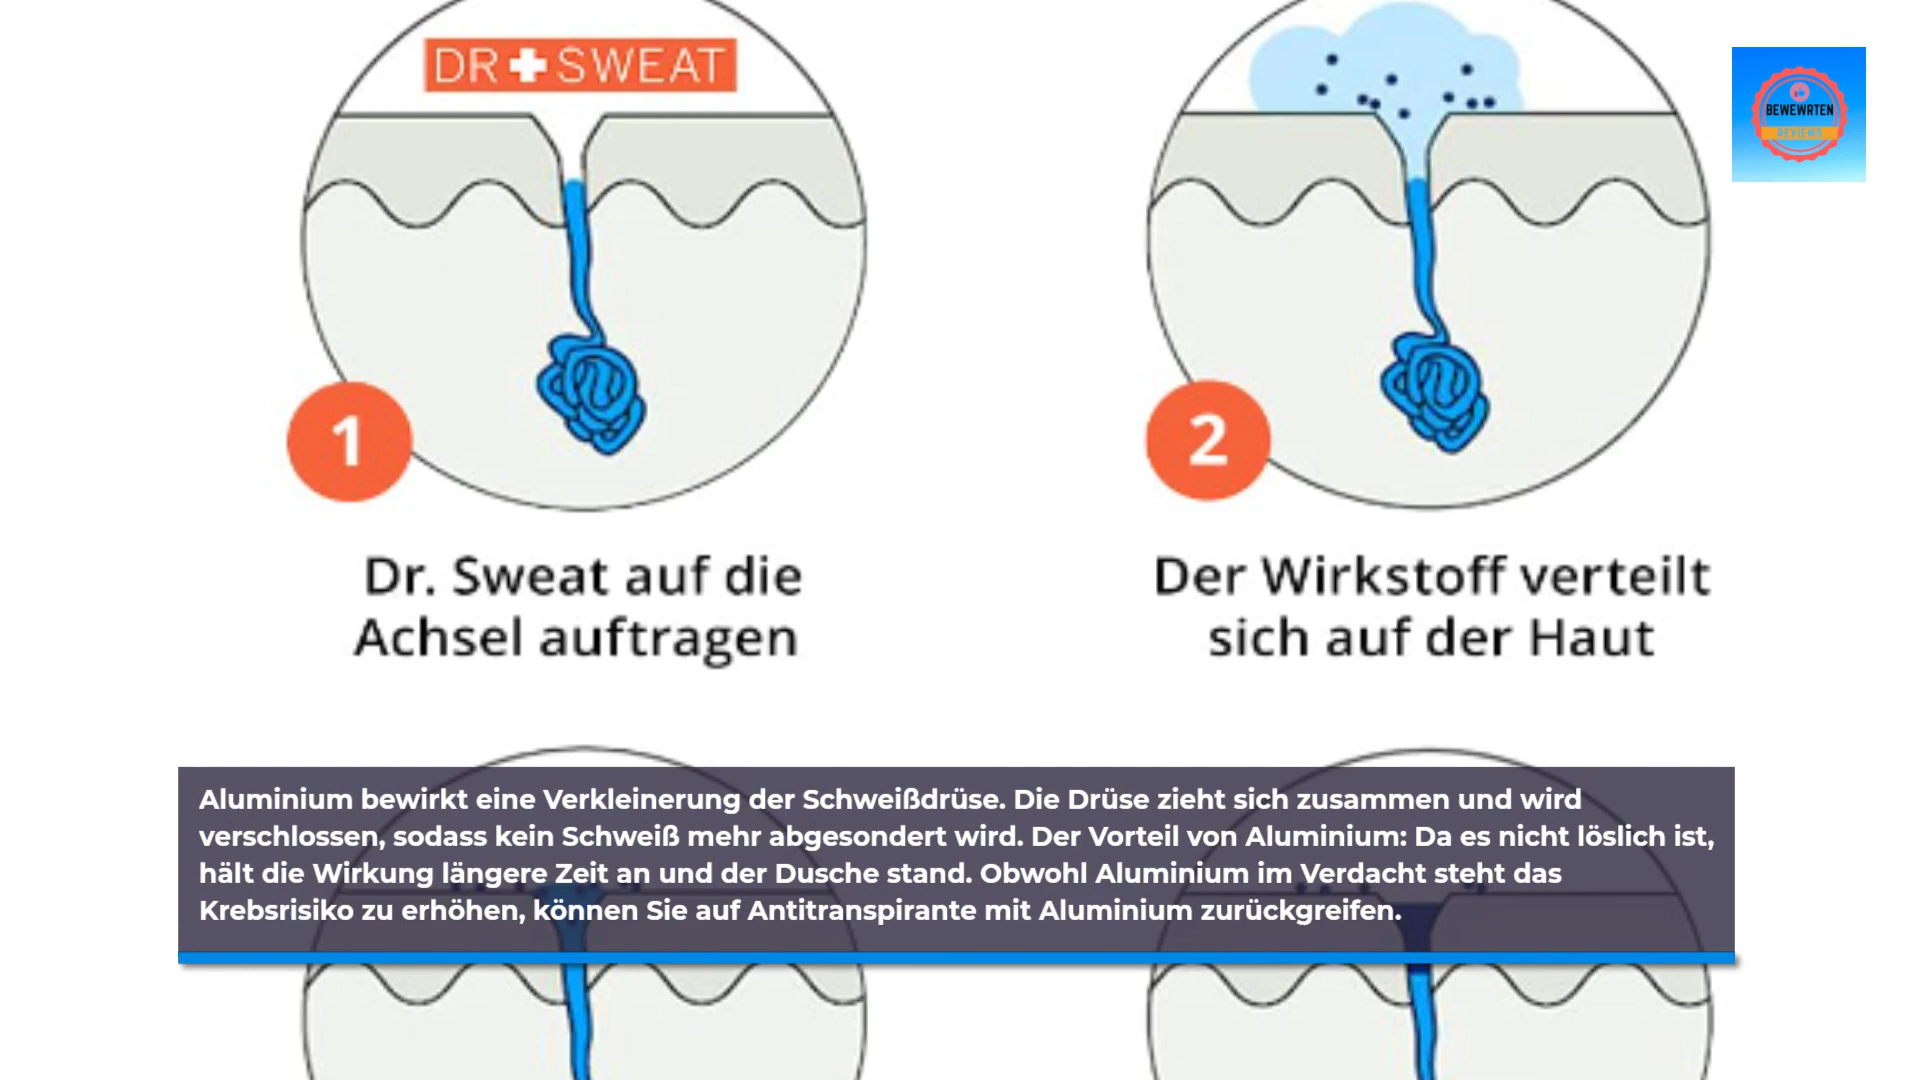 DR SWEAT
BEWEWRTEN
REVIEWS
1
2
Dr. Sweat auf die
Achsel auftragen
Der Wirkstoff verteilt
sich auf der Haut
Aluminium bewirkt eine Verkleinerung der Schweißdrüse. Die Drüse zieht sich zusammen und wird
verschlossen, sodass kein Schweiß mehr abgesondert wird. Der Vorteil von Aluminium: Da es nicht löslich ist,
hält die Wirkung längere Zeit an und der Dusche stand. Obwohl Aluminium im Verdacht steht das
Krebsrisiko zu erhöhen, können Sie auf Antitranspirante mit Aluminium zurückgreifen.